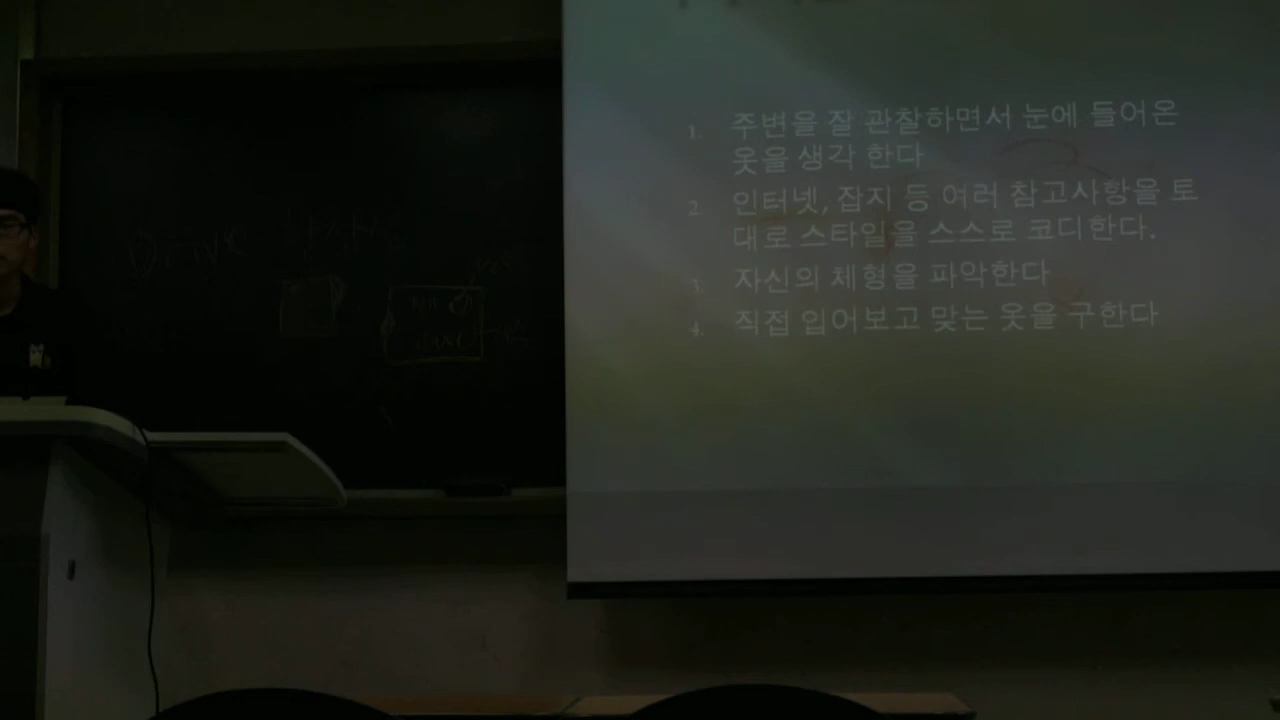 Drive
1. 주변을 잘 관찰하면서 눈에 들어온
옷을 생각 한다
2. 인터넷, 잡지 등 여러 참고사항을 토
대로 스타일을 스스로 코디한다.
3. 자신의 체형을 파악한다
4. 직접 입어보고 맞는 옷을 구한다